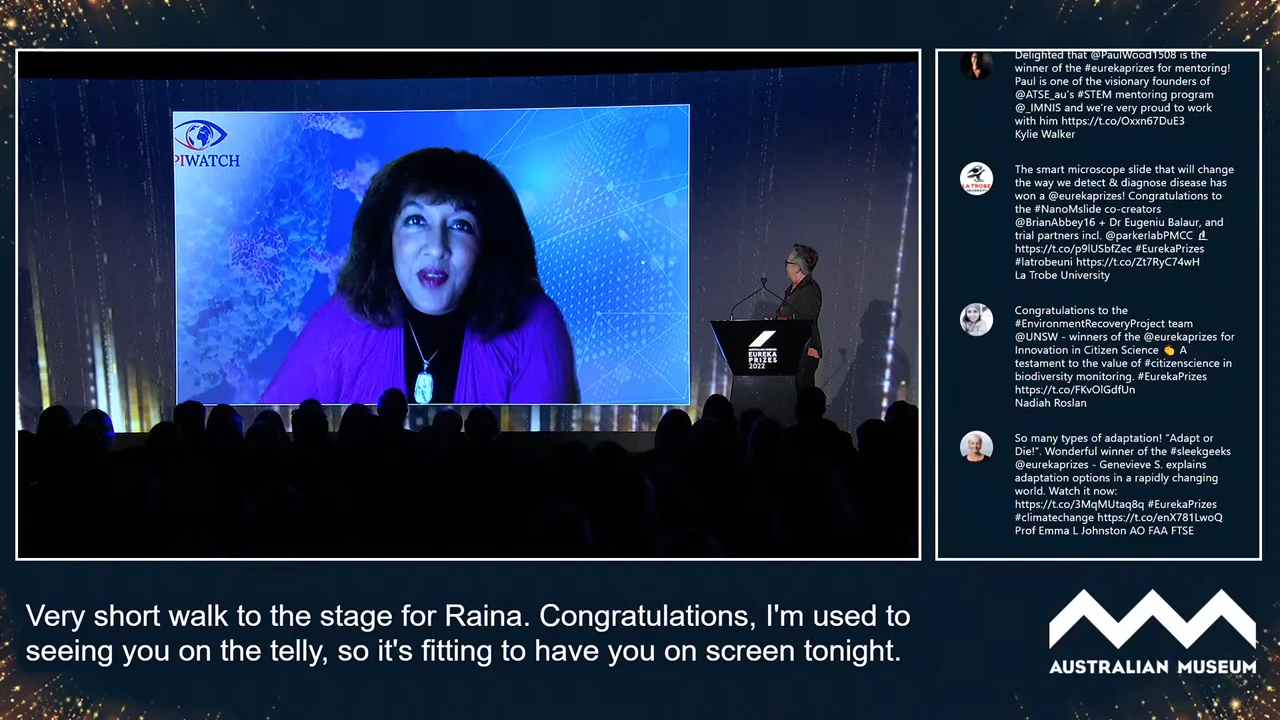 PIWATCH
AUSTRALIAN MUSEUM
EUREKA
PRIZES
2022
Delighted that @PaulWood1508 is the
winner of the #eurekaprizes for mentoring!
Paul is one of the visionary founders of
@ATSE_au's #STEM mentoring program
@_IMNIS and we're very proud to work
with him https://t.co/Oxxn67DuE3
Kylie Walker
LA TROBE
UNIVERSITY
The smart microscope slide that will change
the way we detect & diagnose disease has
won a @eurekaprizes! Congratulations to
the #NanoMslide co-creators
@BrianAbbey16 + Dr Eugeniu Balaur, and
trial partners incl. @parkerlabPMCC 🔬
https://t.co/p9lUSbfZec #EurekaPrizes
#latrobeuni https://t.co/Zt7RyC74wH
La Trobe University
Congratulations to the
#EnvironmentRecoveryProject team
@UNSW - winners of the @eurekaprizes for
Innovation in Citizen Science 👏 A
testament to the value of #citizenscience in
biodiversity monitoring. #EurekaPrizes
https://t.co/FKvOlGdfUn
Nadiah Roslan
So many types of adaptation! "Adapt or
Die!". Wonderful winner of the #sleekgeeks
@eurekaprizes - Genevieve S. explains
adaptation options in a rapidly changing
world. Watch it now:
https://t.co/3MqMUtaq8q #EurekaPrizes
#climatechange https://t.co/enX781LwoQ
Prof Emma L Johnston AO FAA FTSE
Very short walk to the stage for Raina. Congratulations, I'm used to
seeing you on the telly, so it's fitting to have you on screen tonight.
AUSTRALIAN MUSEUM